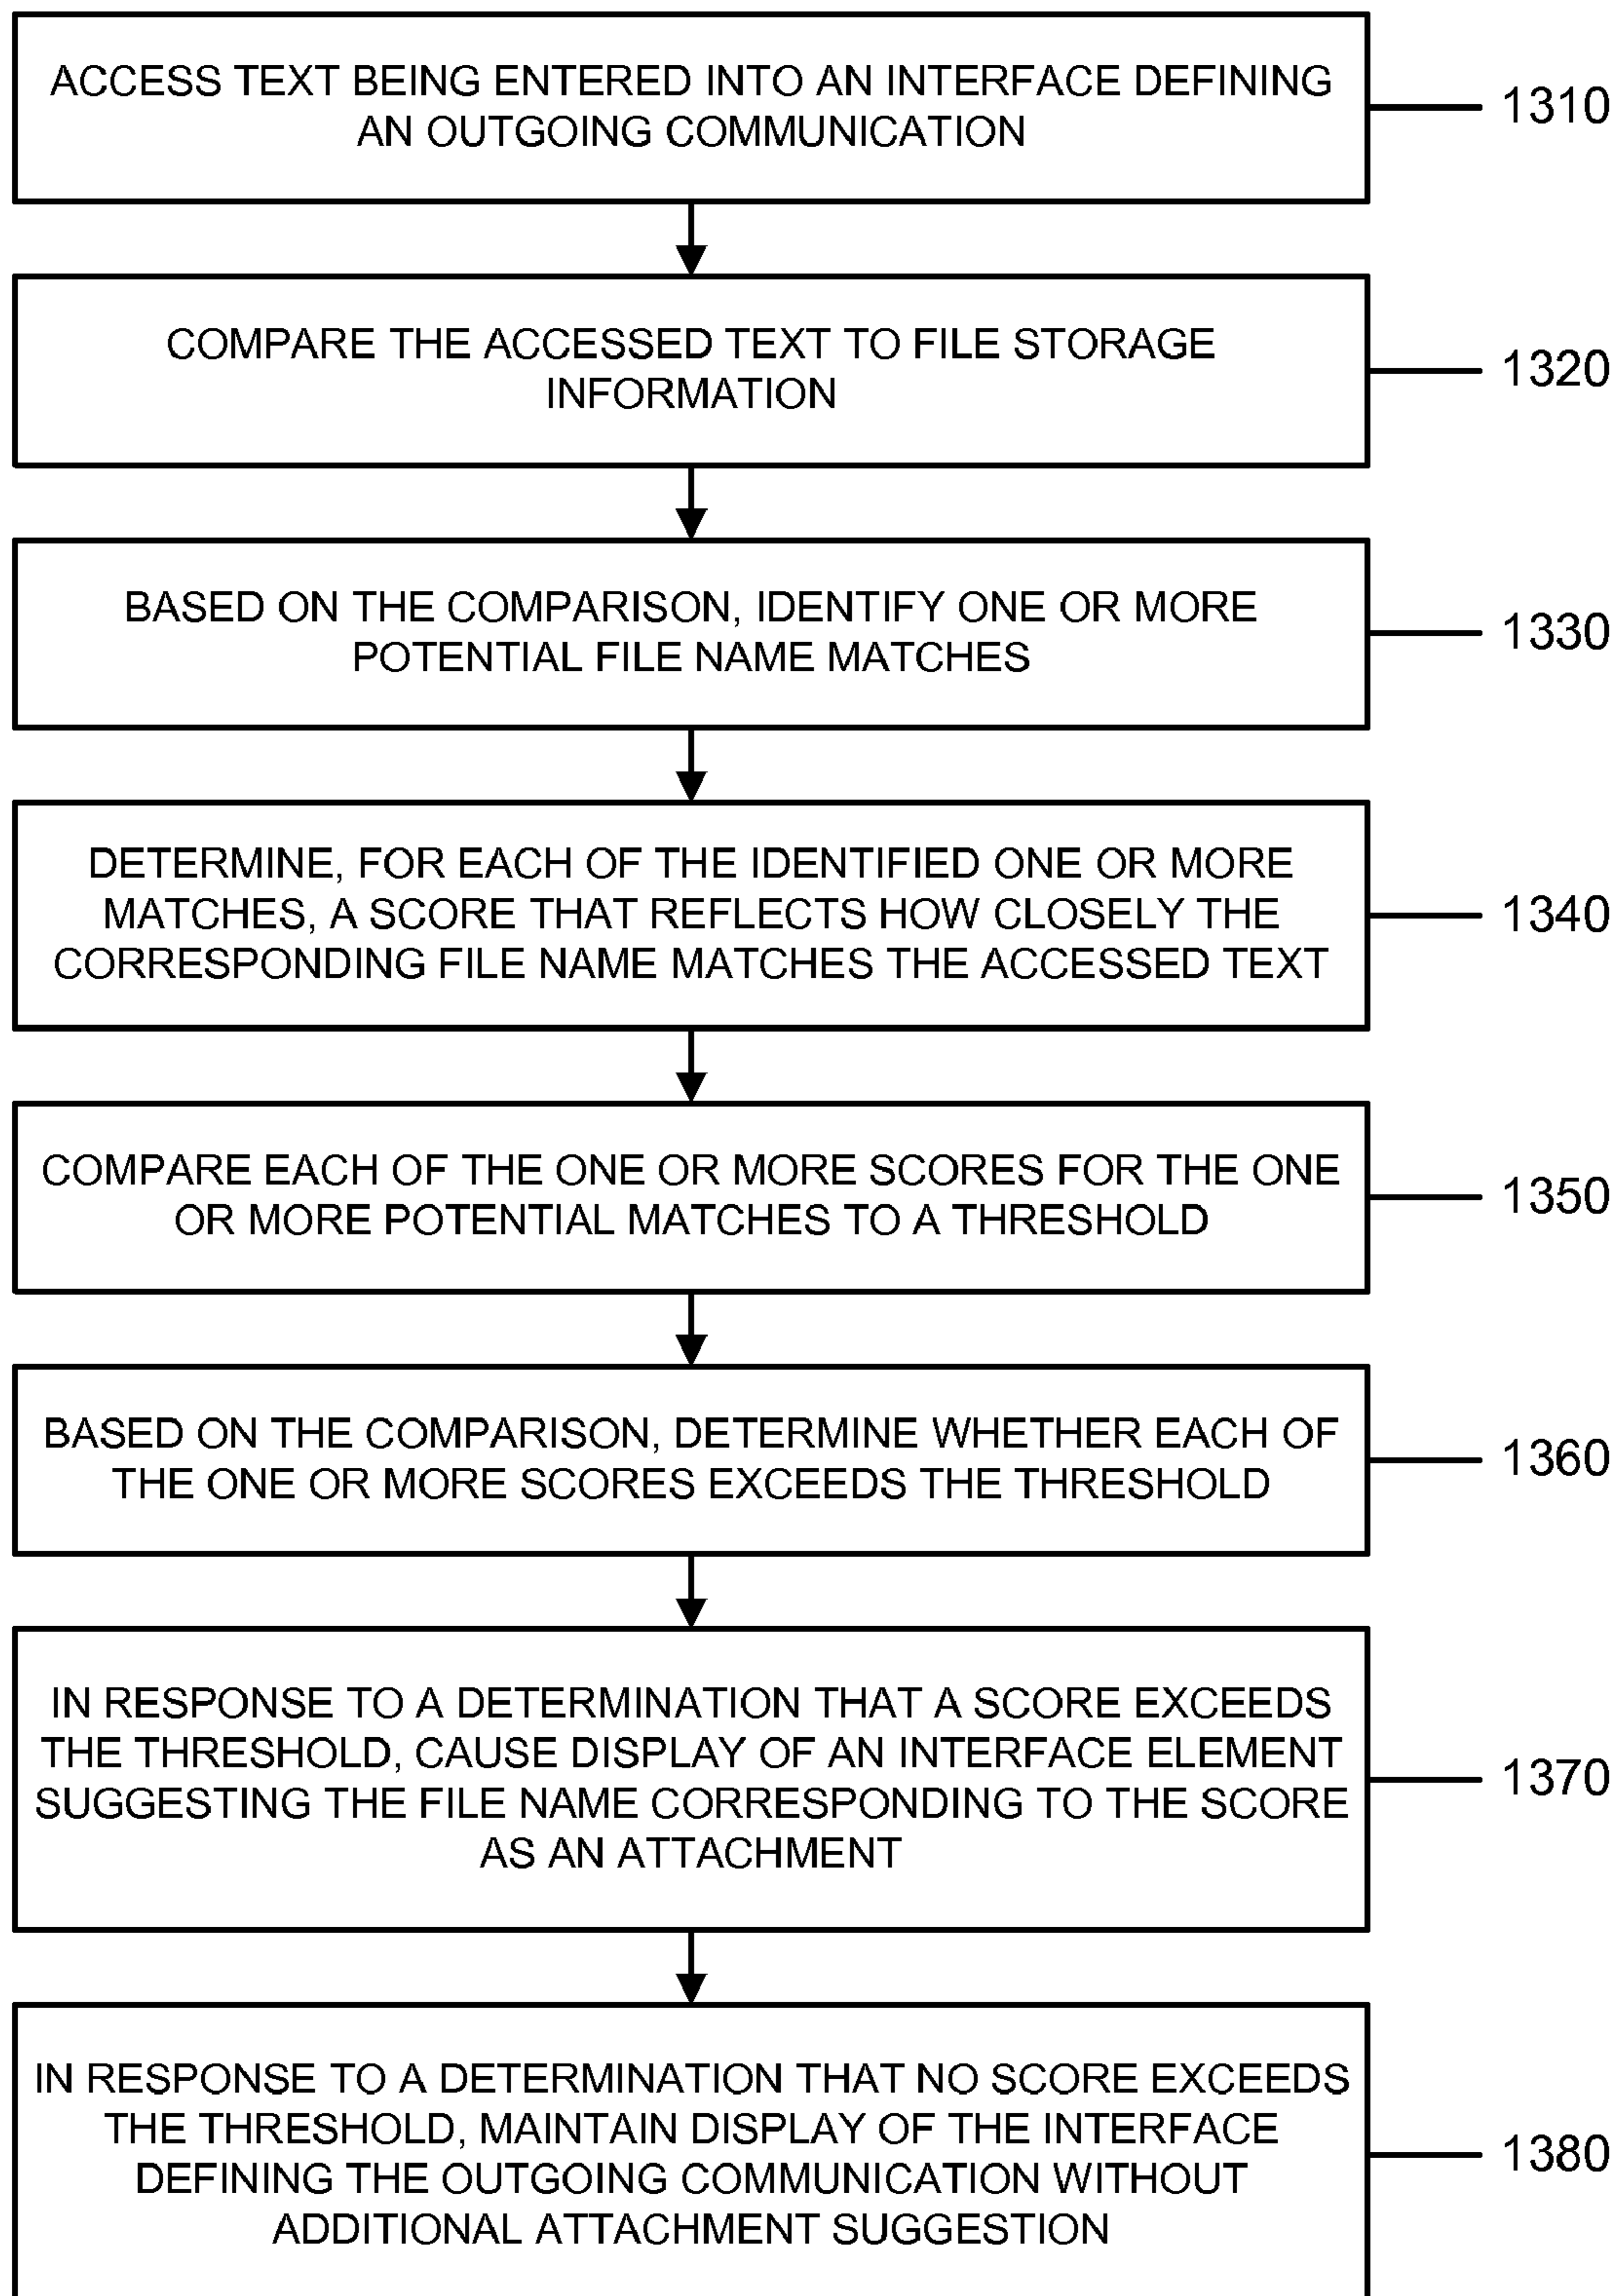 ACCESS TEXT BEING ENTERED INTO AN INTERFACE DEFINING
AN OUTGOING COMMUNICATION
1310
COMPARE THE ACCESSED TEXT TO FILE STORAGE
INFORMATION
1320
BASED ON THE COMPARISON, IDENTIFY ONE OR MORE
POTENTIAL FILE NAME MATCHES
1330
DETERMINE, FOR EACH OF THE IDENTIFIED ONE OR MORE
MATCHES, A SCORE THAT REFLECTS HOW CLOSELY THE
CORRESPONDING FILE NAME MATCHES THE ACCESSED TEXT
1340
COMPARE EACH OF THE ONE OR MORE SCORES FOR THE ONE
OR MORE POTENTIAL MATCHES TO A THRESHOLD
1350
BASED ON THE COMPARISON, DETERMINE WHETHER EACH OF
THE ONE OR MORE SCORES EXCEEDS THE THRESHOLD
1360
IN RESPONSE TO A DETERMINATION THAT A SCORE EXCEEDS
THE THRESHOLD, CAUSE DISPLAY OF AN INTERFACE ELEMENT
SUGGESTING THE FILE NAME CORRESPONDING TO THE SCORE
AS AN ATTACHMENT
1370
IN RESPONSE TO A DETERMINATION THAT NO SCORE EXCEEDS
THE THRESHOLD, MAINTAIN DISPLAY OF THE INTERFACE
DEFINING THE OUTGOING COMMUNICATION WITHOUT
ADDITIONAL ATTACHMENT SUGGESTION
1380